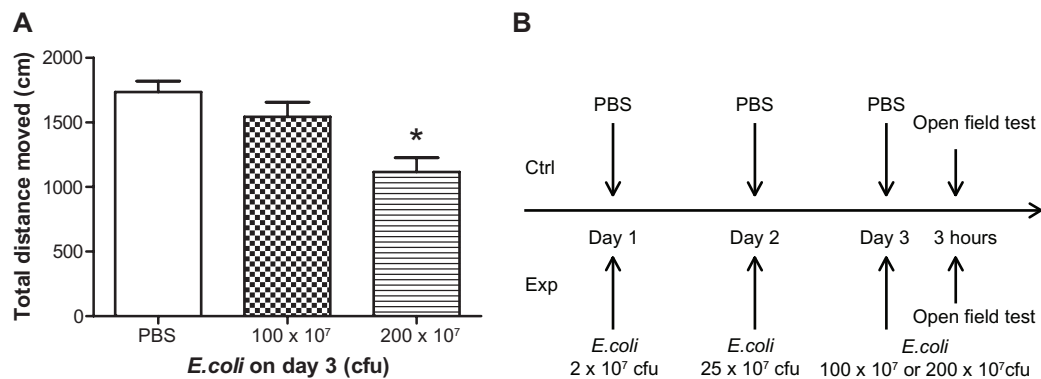 A
Total distance moved (cm)
2000
1500
1000
500
0
*
PBS
100 x 10⁷
200 x 10⁷
E.coli on day 3 (cfu)
B
PBS
PBS
PBS
Open field test
Ctrl
Day 1
Day 2
Day 3
3 hours
Exp
Open field test
E.coli
2 x 10⁷ cfu
E.coli
25 x 10⁷ cfu
E.coli
100 x 10⁷ or 200 x 10⁷cfu